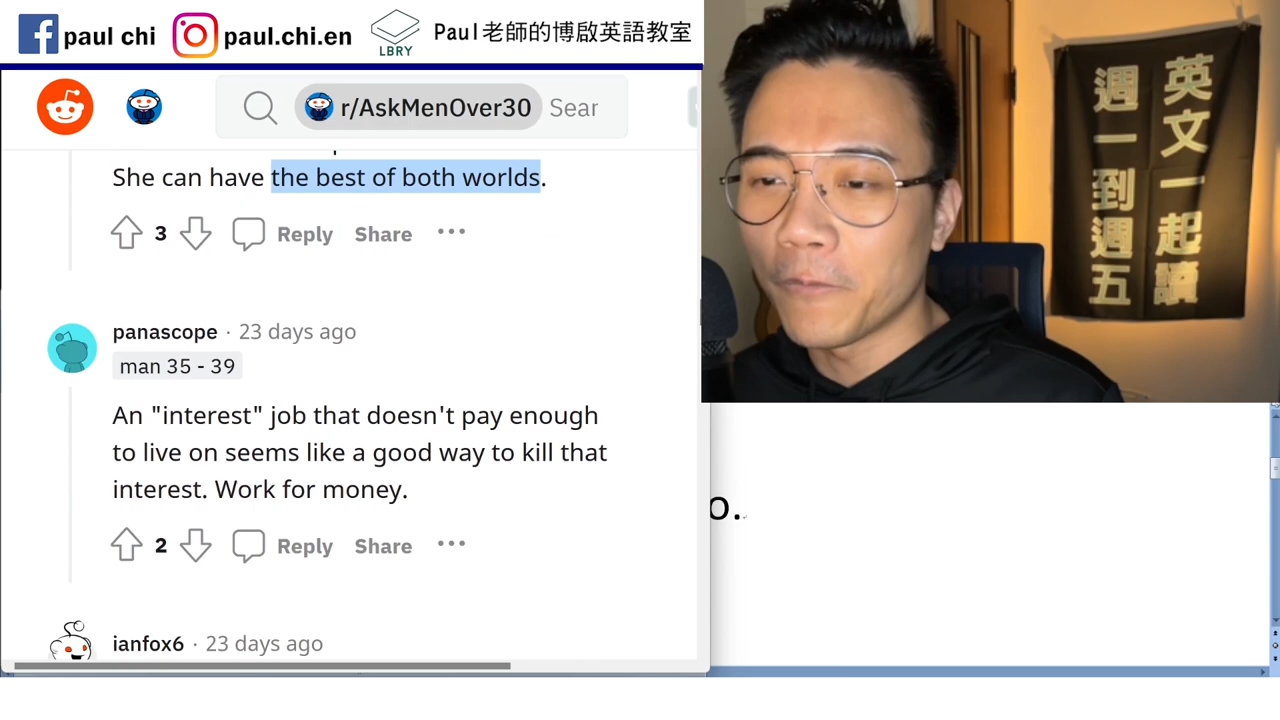 paul chi
paul.chi.en
LBRY
Paul老師的博啟英語教室
r/AskMenOver30
Sear
She can have the best of both worlds.
3
Reply
Share
panascope · 23 days ago
man 35 - 39
An "interest" job that doesn't pay enough
to live on seems like a good way to kill that
interest. Work for money.
2
Reply
Share
ianfox6 · 23 days ago
英文一起讀
週一到週五
o.